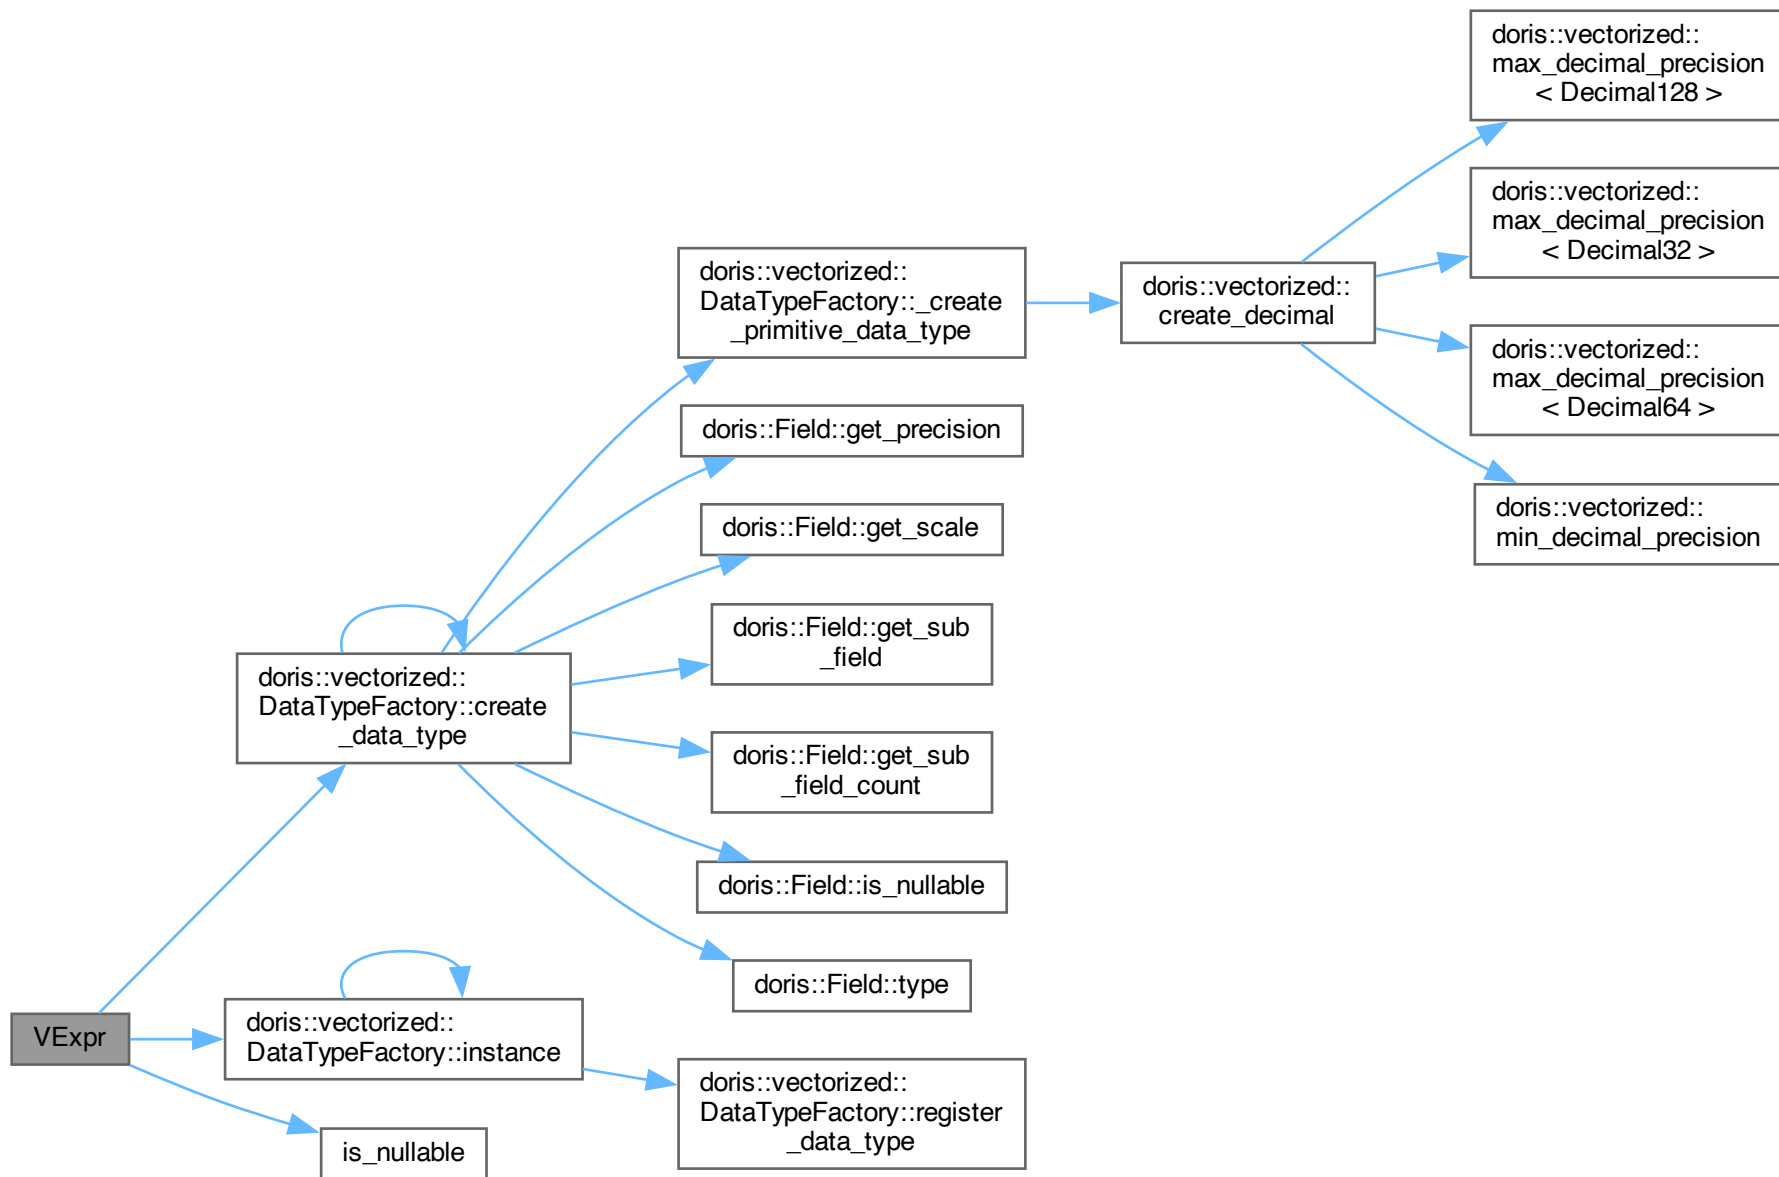 doris::vectorized::
max_decimal_precision
< Decimal128 >
doris::vectorized::
max_decimal_precision
< Decimal32 >
doris::vectorized::
DataTypeFactory::_create
_primitive_data_type
doris::vectorized::
create_decimal
doris::vectorized::
max_decimal_precision
< Decimal64 >
doris::Field::get_precision
doris::Field::get_scale
doris::vectorized::
min_decimal_precision
doris::Field::get_sub
_field
doris::vectorized::
DataTypeFactory::create
_data_type
doris::Field::get_sub
_field_count
doris::Field::is_nullable
doris::Field::type
VExpr
doris::vectorized::
DataTypeFactory::instance
doris::vectorized::
DataTypeFactory::register
_data_type
is_nullable